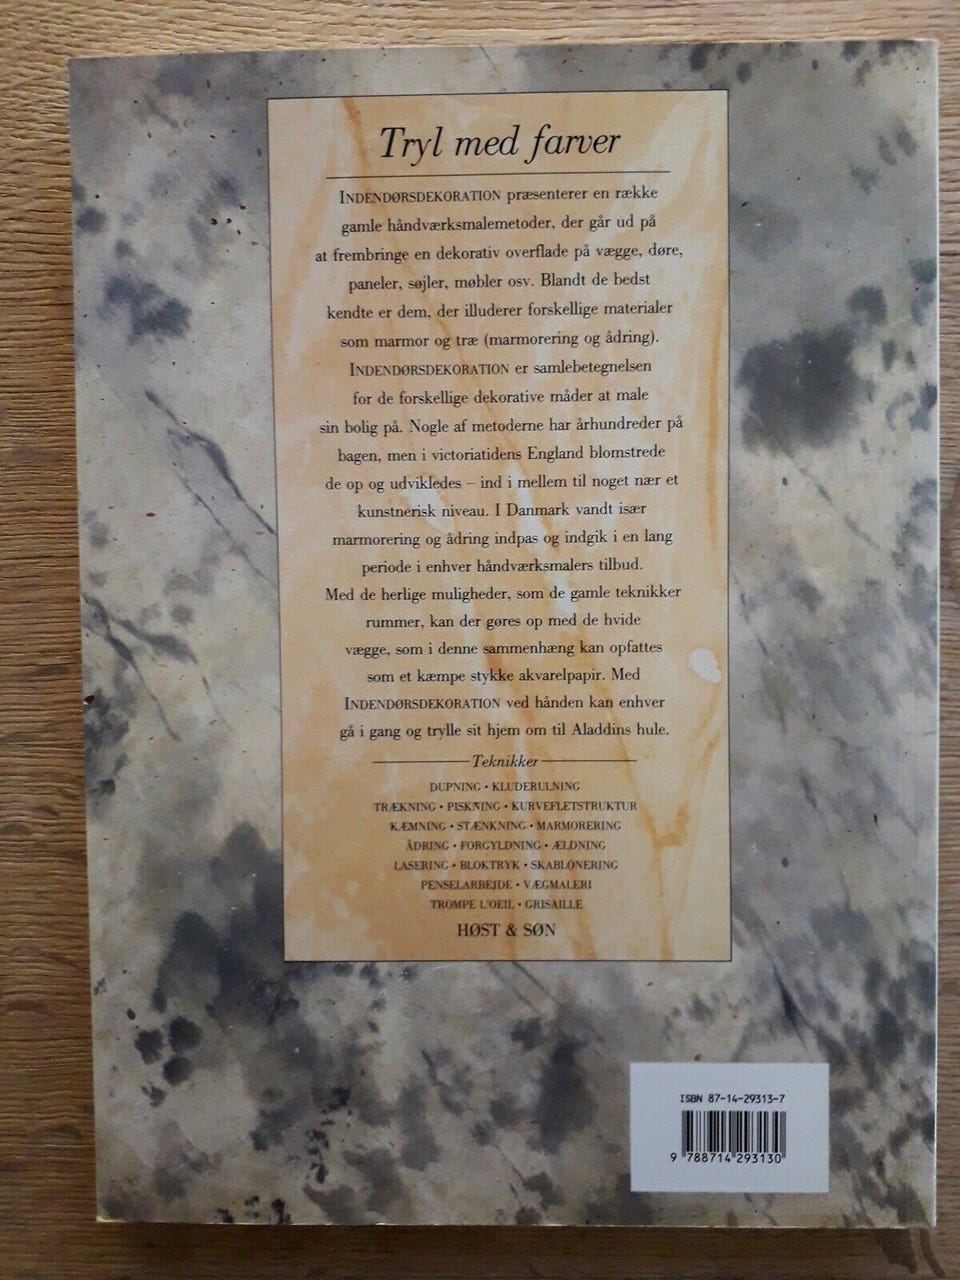 Tryl med farver
INDENDØRSDEKORATION præsenterer en række
gamle håndværksmalemetoder, der går ud på
at frembringe en dekorativ overflade på vægge, døre,
paneler, søjler, møbler osv. Blandt de bedst
kendte er dem, der illuderer forskellige materialer
som marmor og træ (marmorering og ådring).
INDENDØRSDEKORATION er samlebetegnelsen
for de forskellige dekorative måder at male
sin bolig på. Nogle af metoderne har århundreder på
bagen, men i victoriatidens England blomstrede
de op og udvikledes – ind i mellem til noget nær et
kunstnerisk niveau. I Danmark vandt især
marmorering og ådring indpas og indgik i en lang
periode i enhver håndværksmalers tilbud.
Med de herlige muligheder, som de gamle teknikker
rummer, kan der gøres op med de hvide
vægge, som i denne sammenhæng kan opfattes
som et kæmpe stykke akvarelpapir. Med
INDENDØRSDEKORATION ved hånden kan enhver
gå i gang og trylle sit hjem om til Aladdins hule.
Teknikker
DUPNING • KLUDERULNING
TRÆKNING • PISKNING • KURVEFLETSTRUKTUR
KÆMNING • STÆNKNING • MARMORERING
ÅDRING • FORGYLDNING • ÆLDNING
LASERING • BLOKTRYK • SKABLONERING
PENSELARBEJDE • VÆGMALERI
TROMPE L'OEIL • GRISAILLE
HØST & SØN
ISBN 87-14-29313-7
9 788714 293130